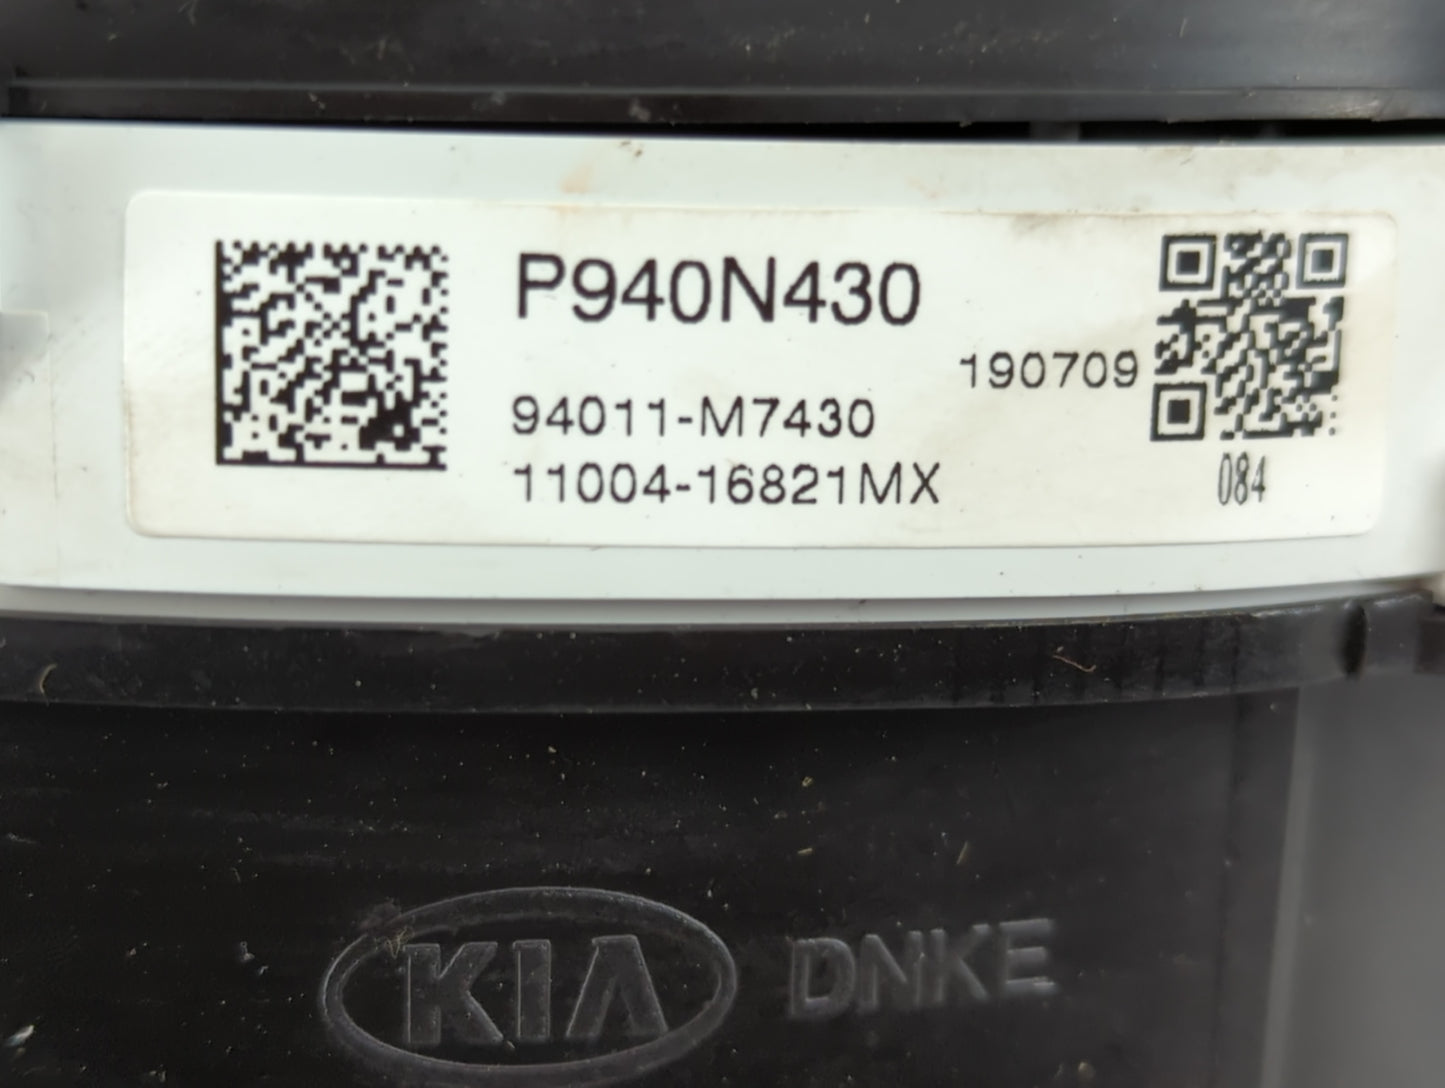 P940N430
190709
94011-M7430
11004-16821MX
084
KIA DNKE